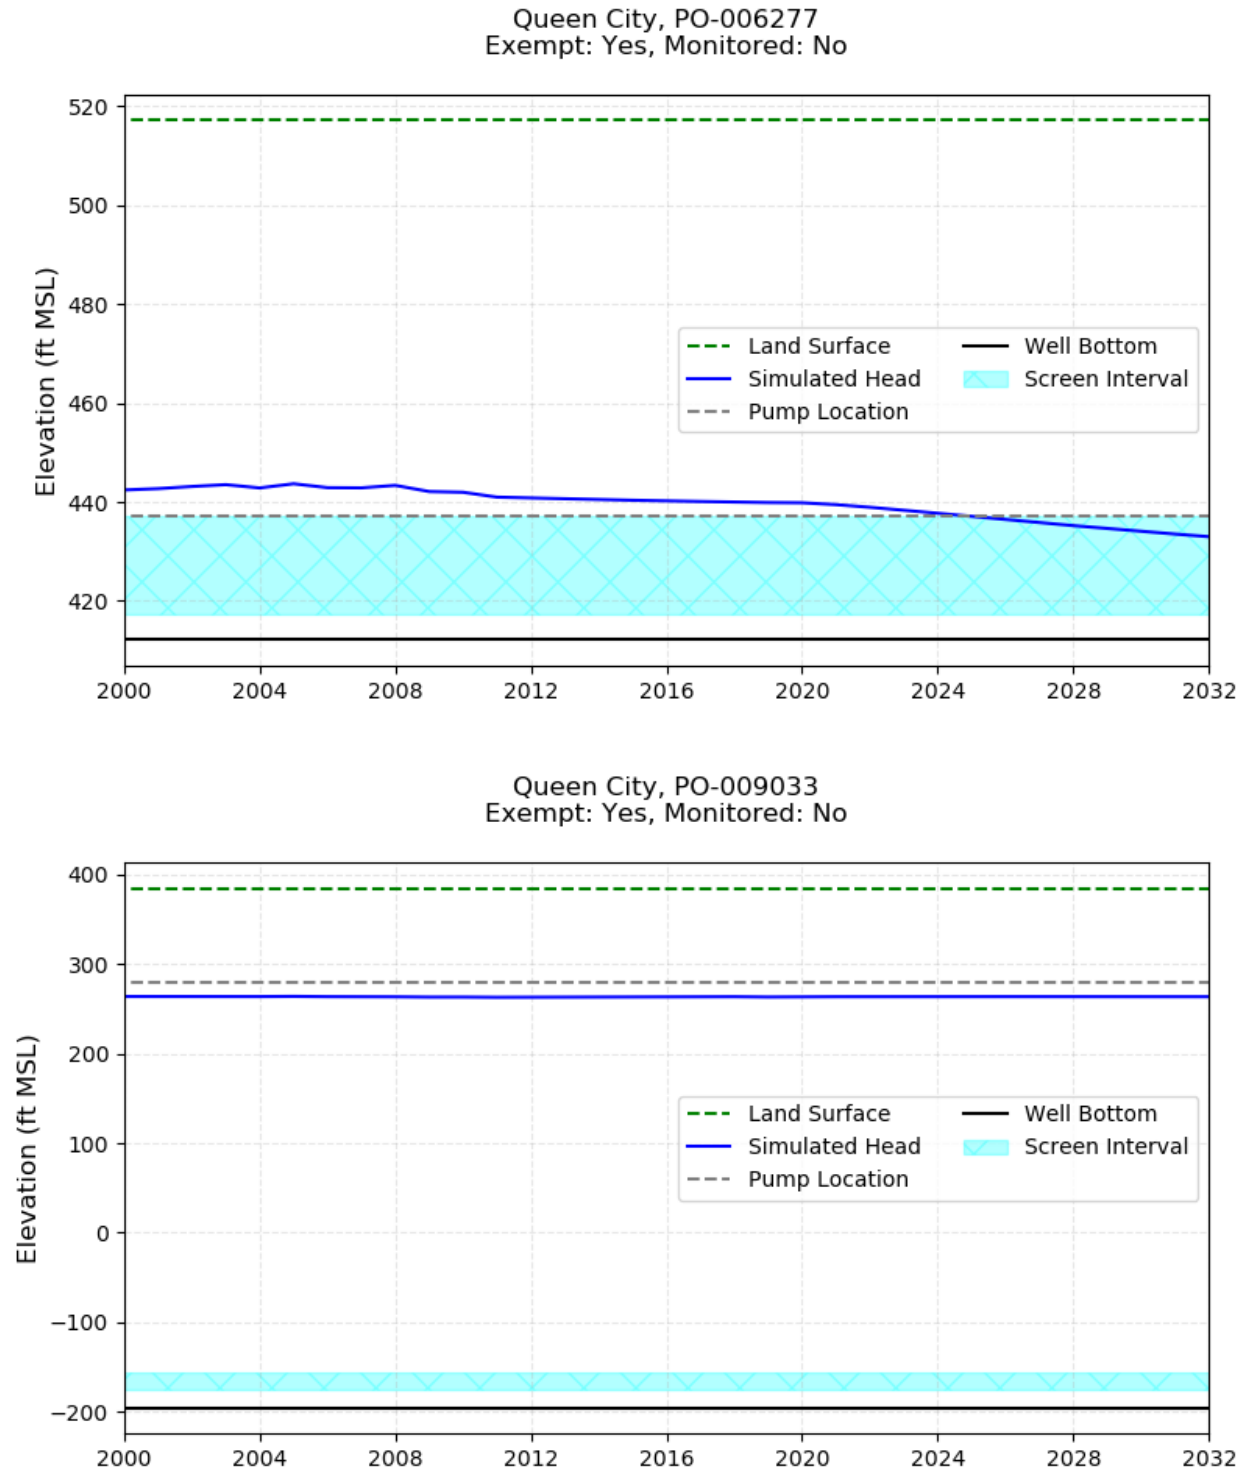 Queen City, PO-006277
Exempt: Yes, Monitored: No
520
500
480
460
440
420
Elevation (ft MSL)
Land Surface
Simulated Head
Pump Location
Well Bottom
Screen Interval
2000 2004 2008 2012 2016 2020 2024 2028 2032
Queen City, PO-009033
Exempt: Yes, Monitored: No
400
300
200
100
0
−100
−200
Elevation (ft MSL)
Land Surface
Simulated Head
Pump Location
Well Bottom
Screen Interval
2000 2004 2008 2012 2016 2020 2024 2028 2032